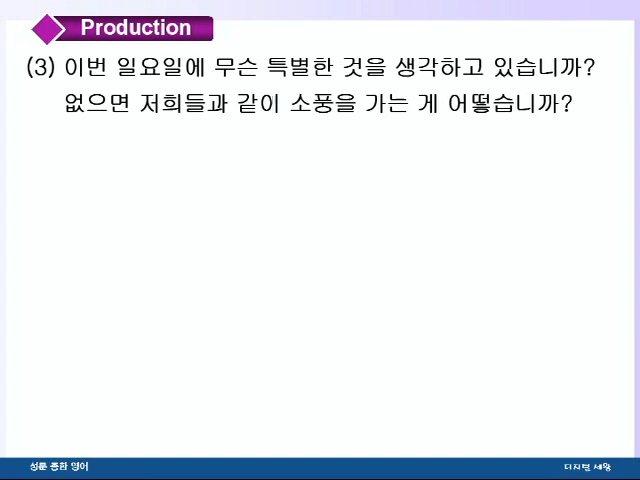 Production
(3) 이번 일요일에 무슨 특별한 것을 생각하고 있습니까?
없으면 저희들과 같이 소풍을 가는 게 어떻습니까?
성문 종합 영어
디지털 세왕